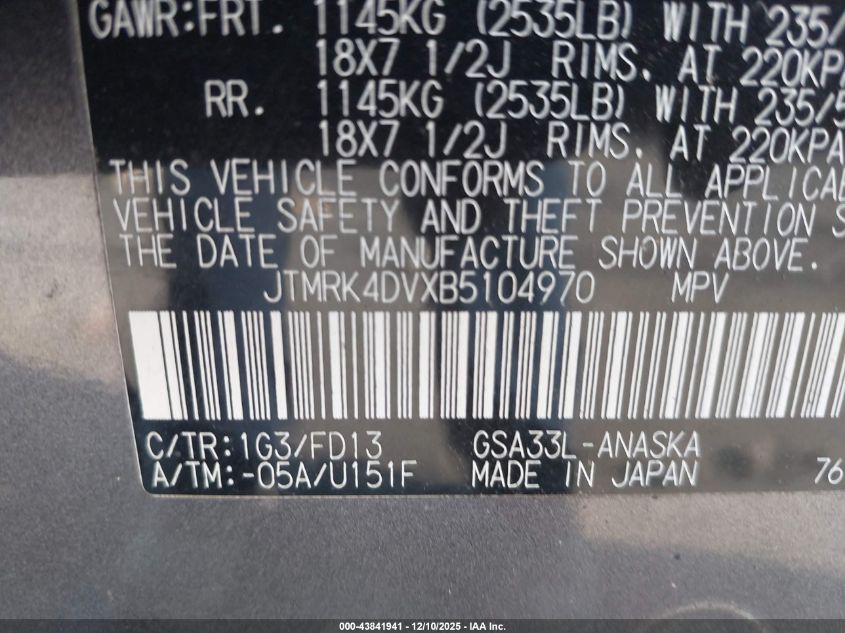 GAWR:FRT. 1145KG (2535LB) WITH 235/
18X7 1/2J RIMS. AT 220KPA
RR. 1145KG (2535LB) WITH 235/5
18X7 1/2J RIMS. AT 220KPA
THIS VEHICLE CONFORMS TO ALL APPLICA
VEHICLE SAFETY AND THEFT PREVENTION S
THE DATE OF MANUFACTURE SHOWN ABOVE.
JTMRK4DVXB5104970 MPV
C/TR:1G3/FD13 GSA33L-ANASKA
A/TM:-05A/U151F MADE IN JAPAN 76
000-43841941 — 12/10/2025 — IAA Inc.